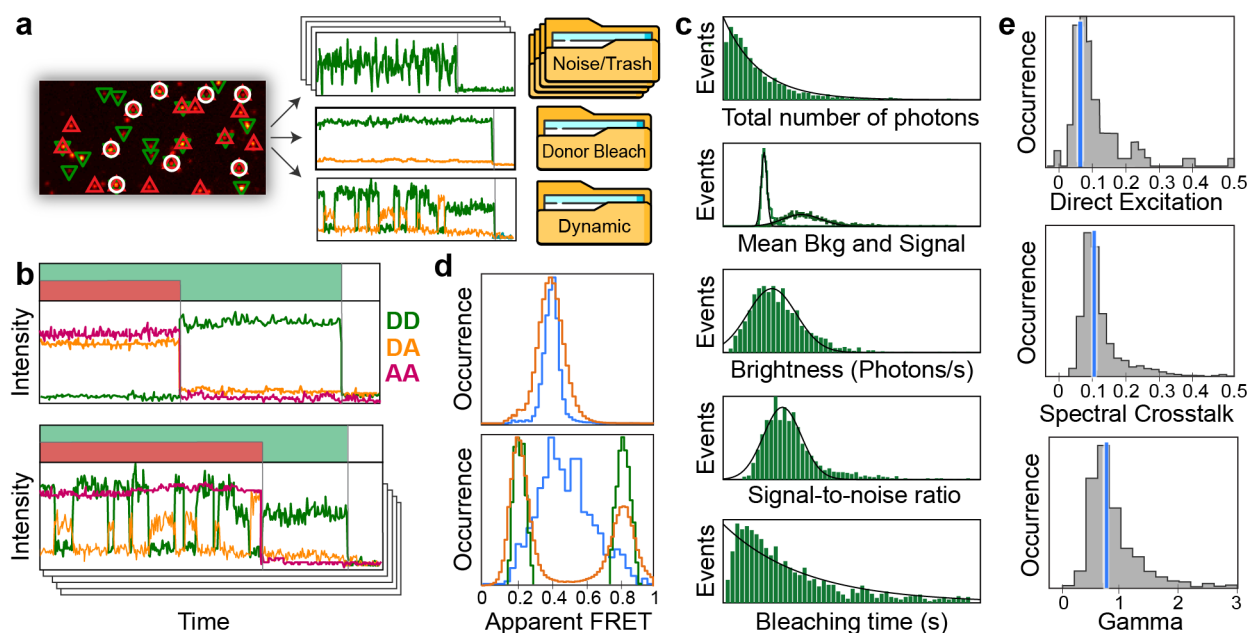 a
Noise/Trash
Donor Bleach
Dynamic
b
Intensity
DD
DA
AA
Intensity
Time
c
Events
Total number of photons
Events
Mean Bkg and Signal
Events
Brightness (Photons/s)
Events
Signal-to-noise ratio
Events
Bleaching time (s)
d
Occurrence
Occurrence
0 0.2 0.4 0.6 0.8 1
Apparent FRET
e
Occurrence
0 0.1 0.2 0.3 0.4 0.5
Direct Excitation
Occurrence
0 0.1 0.2 0.3 0.4 0.5
Spectral Crosstalk
Occurrence
0 1 2 3
Gamma